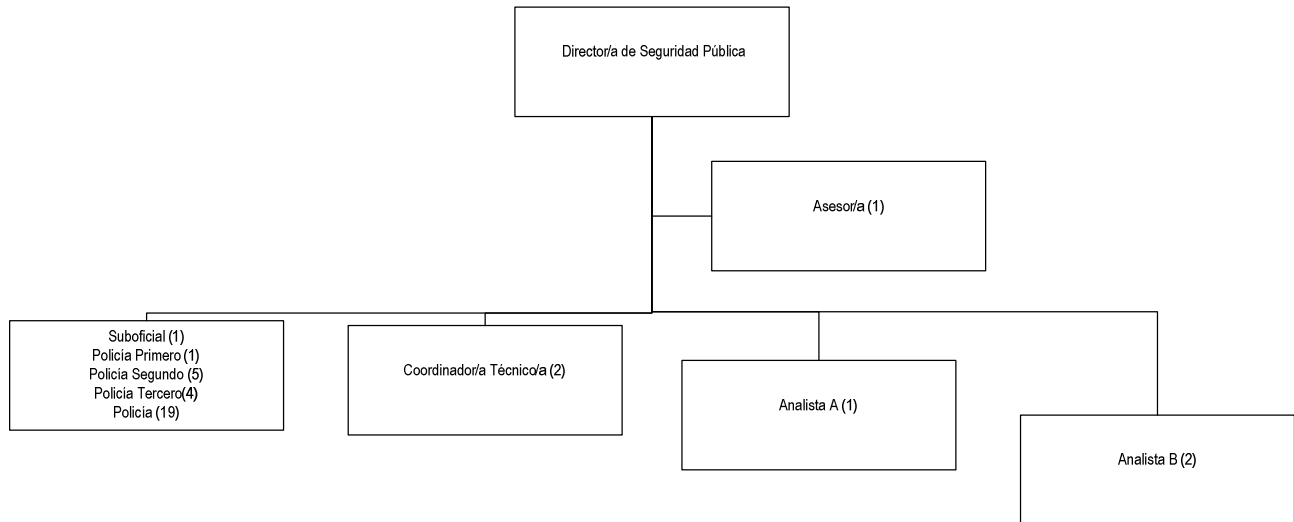 Director/a de Seguridad Pública
Asesor/a (1)
Suboficial (1)
Policía Primero (1)
Policía Segundo (5)
Policía Tercero(4)
Policía (19)
Coordinador/a Técnico/a (2)
Analista A (1)
Analista B (2)